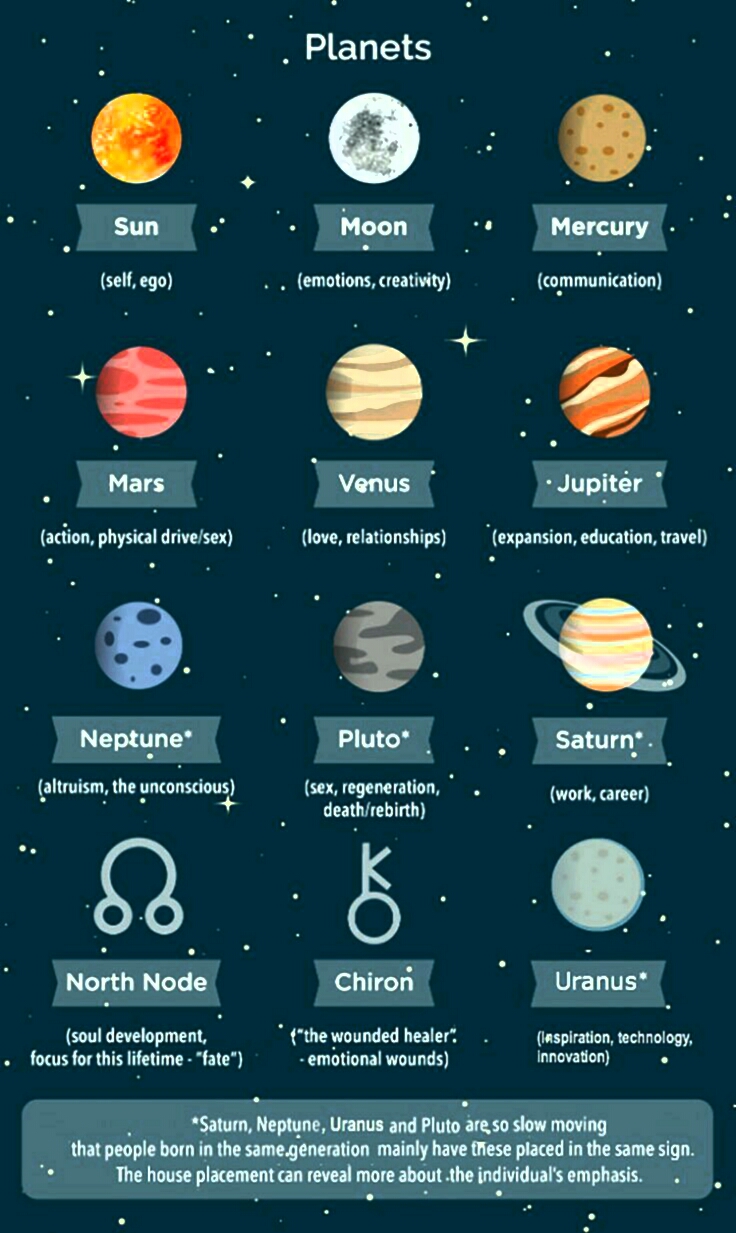 Planets
Sun
Moon
Mercury
(self, ego)
(emotions, creativity)
(communication)
Mars
Venus
Jupiter
(action, physical drive/sex)
(love, relationships)
(expansion, education, travel)
Neptune*
Pluto*
Saturn*
(altruism, the unconscious)
(sex, regeneration,
death/rebirth)
(work, career)
North Node
Chiron
Uranus*
(soul development,
focus for this lifetime - "fate")
("the wounded healer".
- emotional wounds)
(Inspiration, technology,
innovation)
*Saturn, Neptune, Uranus and Pluto are so slow moving
that people born in the same generation mainly have these placed in the same sign.
The house placement can reveal more about the individual's emphasis.